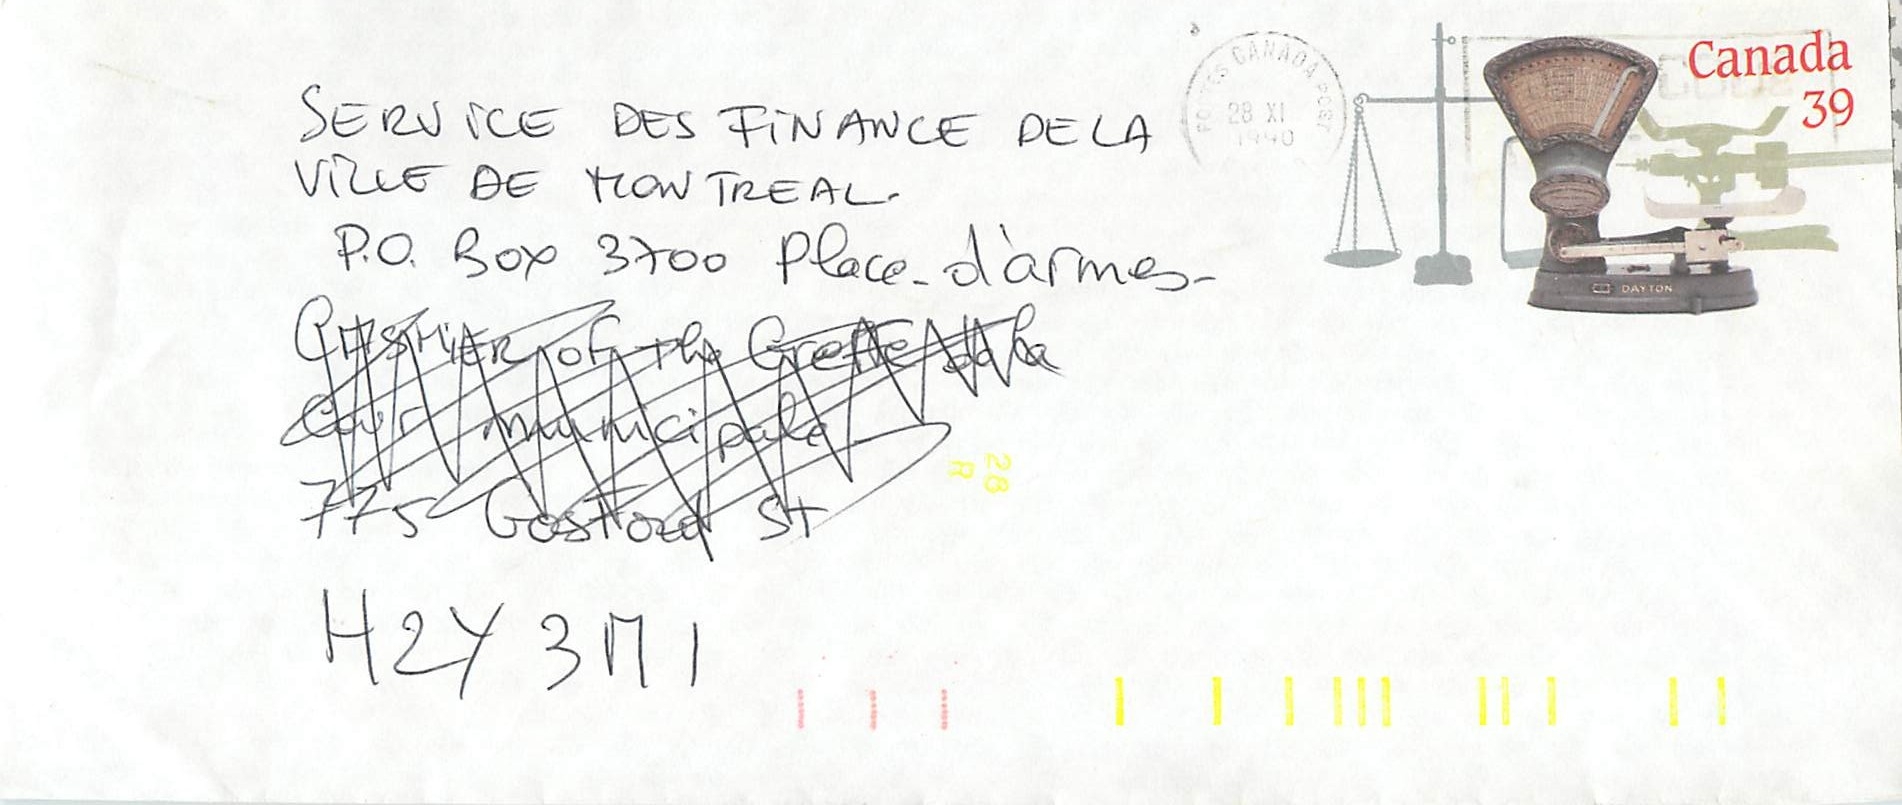 SERVICE DES FINANCE DE LA
VILLE DE MONTREAL.
P.O. Box 3700 Place-d'àrmes-
CASHIER of the Greffe de la
Cour municipale
775 Gosford St
H2Y 3M1
POSTES CANADA POST
28 XI
1990
Canada
39
DAYTON
28
R